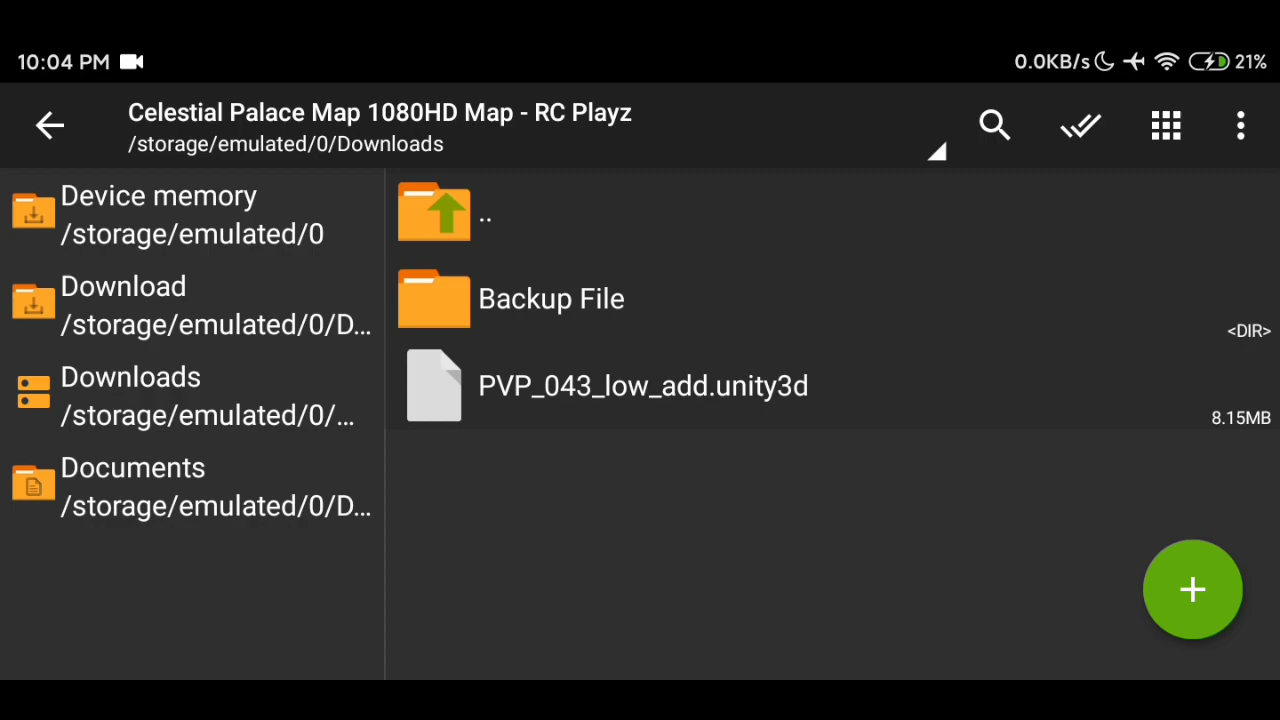 10:04 PM
0.0KB/s
21%
Celestial Palace Map 1080HD Map - RC Playz
/storage/emulated/0/Downloads
Device memory
/storage/emulated/0
Download
/storage/emulated/0/D...
Downloads
/storage/emulated/0/...
Documents
/storage/emulated/0/D...
..
Backup File
<DIR>
PVP_043_low_add.unity3d
8.15MB